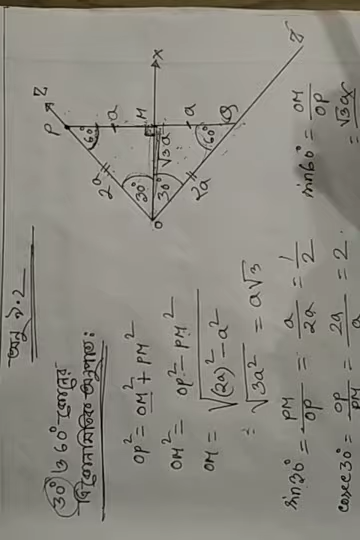 অনু ৯.২
30° ও 60° কোণের
ত্রিকোণমিতিক অনুপাত:
P
Z
60°
a
2a
30°
M
X
O
√3 a
30°
a
2a
60°
Q
Z'
OP² = OM² + PM²
OM² = OP² - PM²
OM = √(2a)² - a²
= √3a² = a√3
sin30° = PM/OP = a/2a = 1/2
cosec30° = OP/PM = 2a/a = 2.
sin60° = OM/OP
= √3a